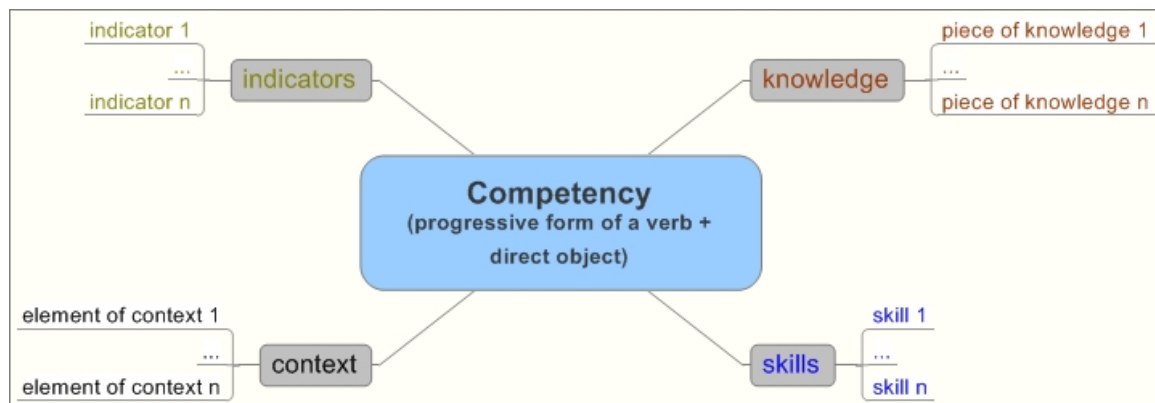 indicator 1
...
indicator n
indicators
piece of knowledge 1
...
piece of knowledge n
knowledge
Competency
(progressive form of a verb +
direct object)
element of context 1
...
element of context n
context
skill 1
...
skill n
skills